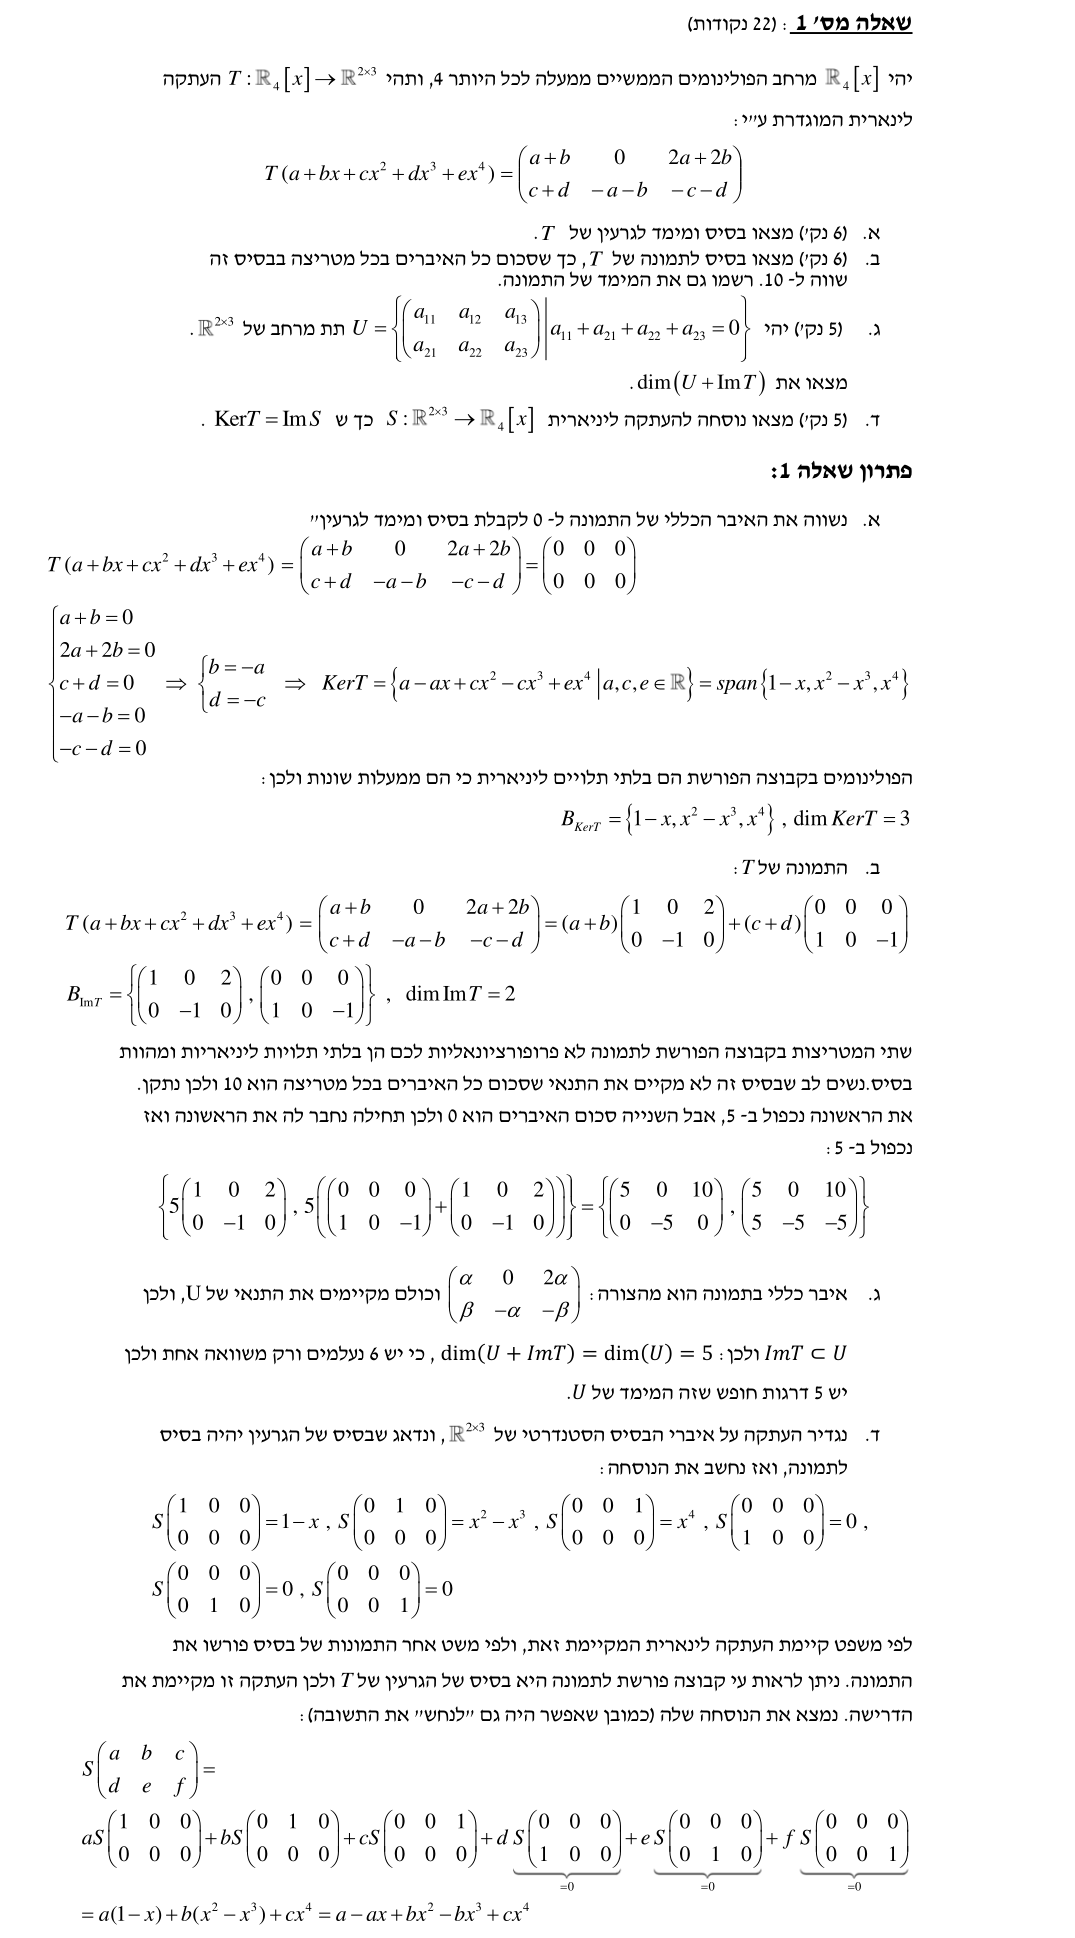 שאלה מס׳ 1 : (22 נקודות)
יהי ℝ₄[x] מרחב הפולינומים הממשיים ממעלה לכל היותר 4, ותהי T : ℝ₄[x] → ℝ^{2×3} העתקה
לינארית המוגדרת ע״י :
T(a+bx+cx²+dx³+ex⁴) = (a+b 0 2a+2b ; c+d −a−b −c−d)
א. (6 נק׳) מצאו בסיס ומימד לגרעין של T .
ב. (6 נק׳) מצאו בסיס לתמונה של T , כך שסכום כל האיברים בכל מטריצה בבסיס זה
שווה ל- 10. רשמו גם את המימד של התמונה.
ג. (5 נק׳) יהי U = {(a₁₁ a₁₂ a₁₃ ; a₂₁ a₂₂ a₂₃) | a₁₁ + a₂₁ + a₂₂ + a₂₃ = 0} תת מרחב של ℝ^{2×3} .
מצאו את dim(U + Im T) .
ד. (5 נק׳) מצאו נוסחה להעתקה ליניארית S : ℝ^{2×3} → ℝ₄[x] כך ש KerT = Im S .
פתרון שאלה 1:
א. נשווה את האיבר הכללי של התמונה ל- 0 לקבלת בסיס ומימד לגרעין״
T(a+bx+cx²+dx³+ex⁴) = (a+b 0 2a+2b ; c+d −a−b −c−d) = (0 0 0 ; 0 0 0)
{a+b=0 ; 2a+2b=0 ; c+d=0 ; −a−b=0 ; −c−d=0 ⇒ {b=−a ; d=−c ⇒ KerT = {a−ax+cx²−cx³+ex⁴ | a,c,e∈ℝ} = span{1−x, x²−x³, x⁴}
הפולינומים בקבוצה הפורשת הם בלתי תלויים ליניארית כי הם ממעלות שונות ולכן :
B_{KerT} = {1−x, x²−x³, x⁴} , dim KerT = 3
ב. התמונה של T :
T(a+bx+cx²+dx³+ex⁴) = (a+b 0 2a+2b ; c+d −a−b −c−d) = (a+b)(1 0 2 ; 0 −1 0) + (c+d)(0 0 0 ; 1 0 −1)
B_{ImT} = {(1 0 2 ; 0 −1 0), (0 0 0 ; 1 0 −1)} , dim Im T = 2
שתי המטריצות בקבוצה הפורשת לתמונה לא פרופורציונאליות לכם הן בלתי תלויות ליניאריות ומהוות
בסיס.נשים לב שבסיס זה לא מקיים את התנאי שסכום כל האיברים בכל מטריצה הוא 10 ולכן נתקן.
את הראשונה נכפול ב- 5, אבל השנייה סכום האיברים הוא 0 ולכן תחילה נחבר לה את הראשונה ואז
נכפול ב- 5 :
{5(1 0 2 ; 0 −1 0), 5((0 0 0 ; 1 0 −1) + (1 0 2 ; 0 −1 0))} = {(5 0 10 ; 0 −5 0), (5 0 10 ; 5 −5 −5)}
ג. איבר כללי בתמונה הוא מהצורה : (α 0 2α ; β −α −β) וכולם מקיימים את התנאי של U, ולכן
ImT ⊂ U ולכן : dim(U + ImT) = dim(U) = 5 , כי יש 6 נעלמים ורק משוואה אחת ולכן
יש 5 דרגות חופש שזה המימד של U.
ד. נגדיר העתקה על איברי הבסיס הסטנדרטי של ℝ^{2×3} , ונדאג שבסיס של הגרעין יהיה בסיס
לתמונה, ואז נחשב את הנוסחה :
S(1 0 0 ; 0 0 0) = 1−x , S(0 1 0 ; 0 0 0) = x²−x³ , S(0 0 1 ; 0 0 0) = x⁴ , S(0 0 0 ; 1 0 0) = 0 ,
S(0 0 0 ; 0 1 0) = 0 , S(0 0 0 ; 0 0 1) = 0
לפי משפט קיימת העתקה לינארית המקיימת זאת, ולפי משט אחר התמונות של בסיס פורשו את
התמונה. ניתן לראות עי קבוצה פורשת לתמונה היא בסיס של הגרעין של T ולכן העתקה זו מקיימת את
הדרישה. נמצא את הנוסחה שלה (כמובן שאפשר היה גם ״לנחש״ את התשובה) :
S(a b c ; d e f) =
aS(1 0 0 ; 0 0 0) + bS(0 1 0 ; 0 0 0) + cS(0 0 1 ; 0 0 0) + d S(0 0 0 ; 1 0 0) + e S(0 0 0 ; 0 1 0) + f S(0 0 0 ; 0 0 1)
=0 =0 =0
= a(1−x) + b(x²−x³) + cx⁴ = a−ax+bx²−bx³+cx⁴